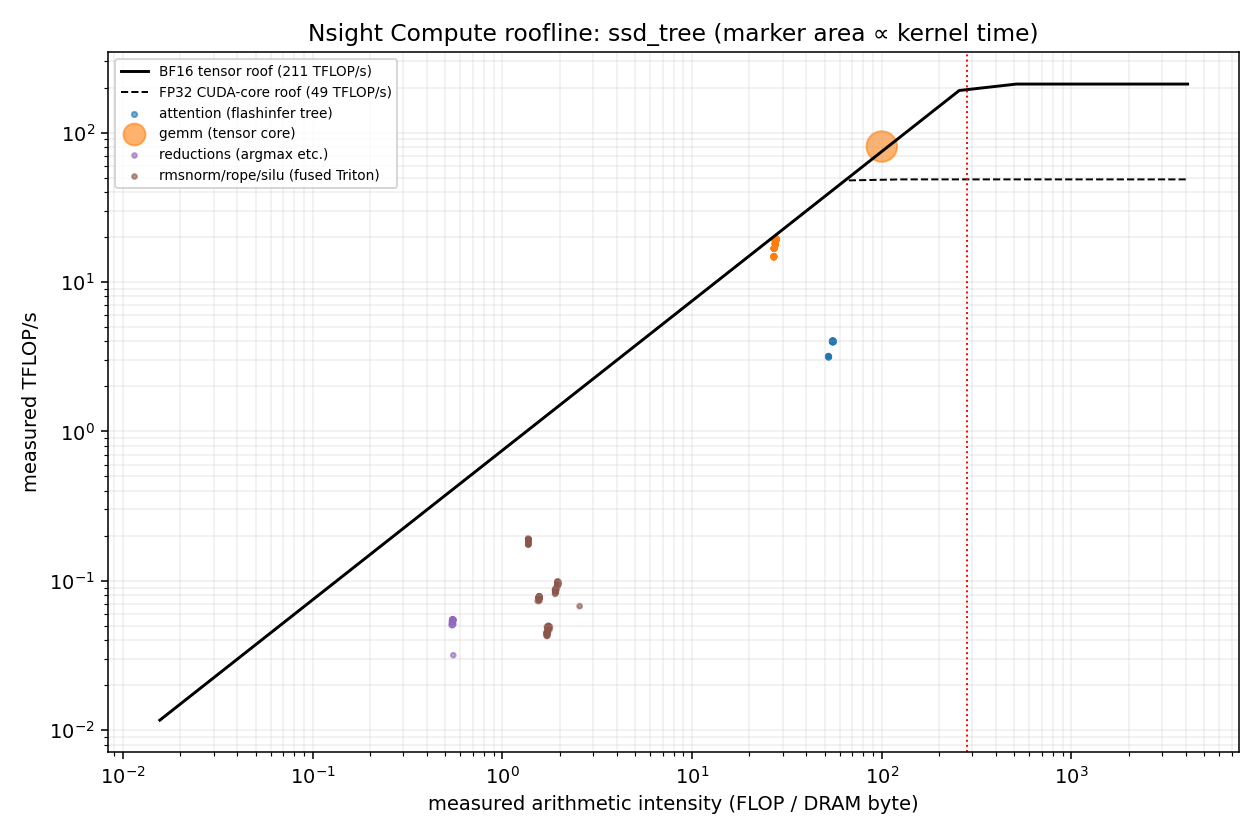 Nsight Compute roofline: ssd_tree (marker area ∝ kernel time)
BF16 tensor roof (211 TFLOP/s)
FP32 CUDA-core roof (49 TFLOP/s)
attention (flashinfer tree)
gemm (tensor core)
reductions (argmax etc.)
rmsnorm/rope/silu (fused Triton)
measured TFLOP/s
10²
10¹
10⁰
10⁻¹
10⁻²
10⁻² 10⁻¹ 10⁰ 10¹ 10² 10³
measured arithmetic intensity (FLOP / DRAM byte)